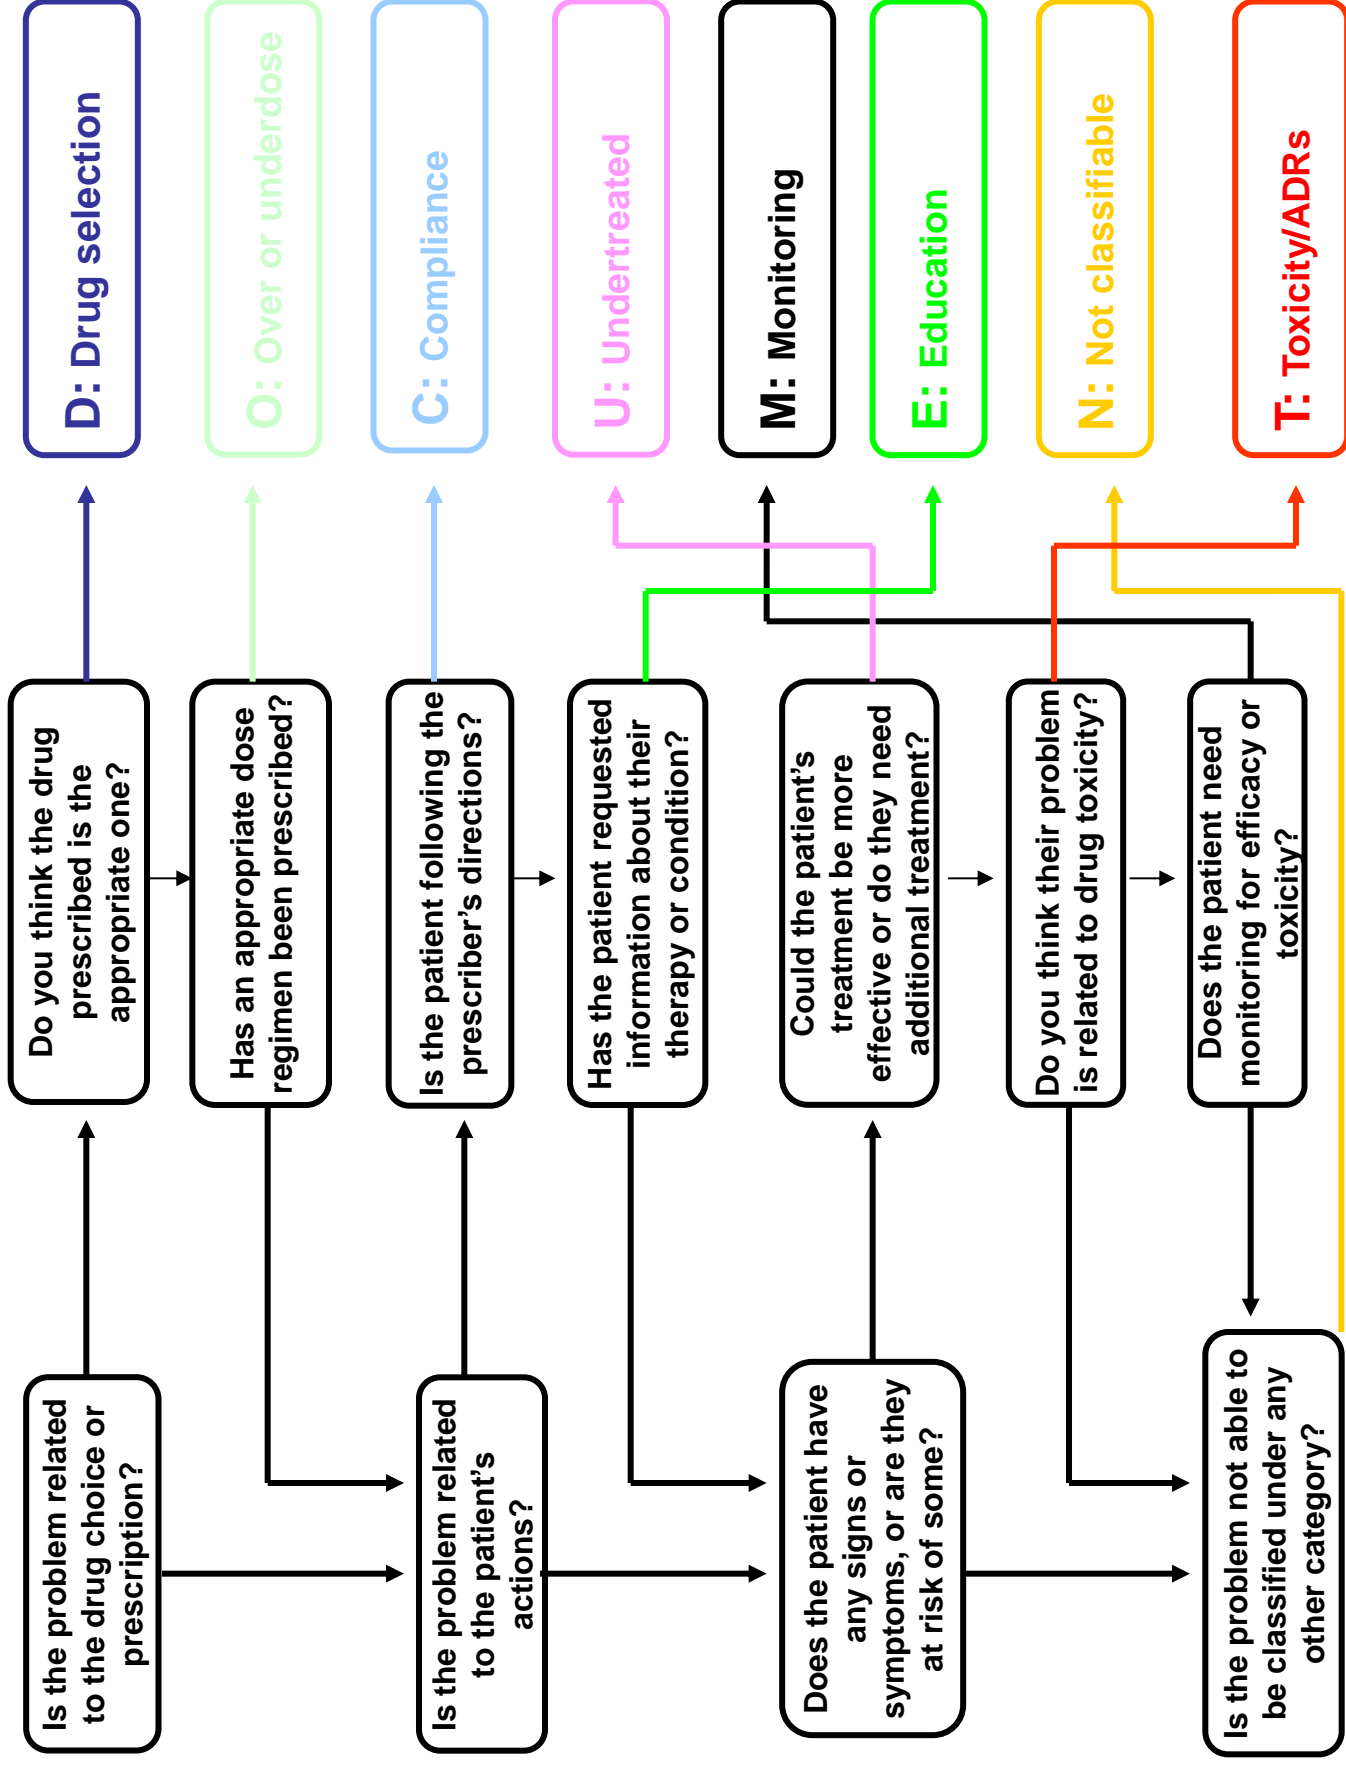 Is the problem related
to the drug choice or
prescription?
Do you think the drug
prescribed is the
appropriate one?
D: Drug selection
Has an appropriate dose
regimen been prescribed?
O: Over or underdose
Is the problem related
to the patient's
actions?
Is the patient following the
prescriber's directions?
C: Compliance
Has the patient requested
information about their
therapy or condition?
U: Undertreated
Does the patient have
any signs or
symptoms, or are they
at risk of some?
Could the patient's
treatment be more
effective or do they need
additional treatment?
M: Monitoring
E: Education
Do you think their problem
is related to drug toxicity?
N: Not classifiable
Is the problem not able to
be classified under any
other category?
Does the patient need
monitoring for efficacy or
toxicity?
T: Toxicity/ADRs